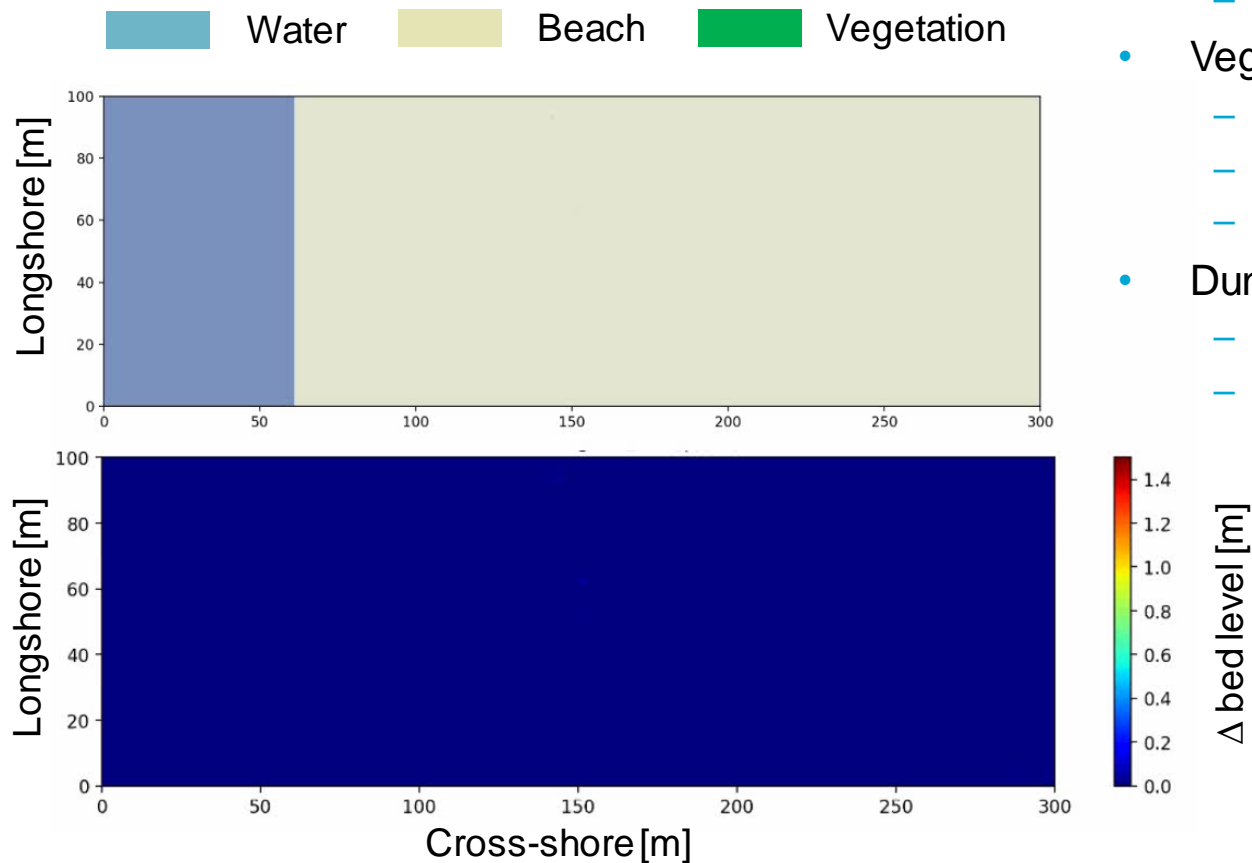 Water Beach Vegetation
Longshore [m]
100
80
60
40
20
0
0 50 100 150 200 250 300
Longshore [m]
100
80
60
40
20
0
0 50 100 150 200 250 300
Cross-shore [m]
1.4
1.2
1.0
0.8
0.6
0.4
0.2
0.0
Δ bed level [m]
• Veg
–
–
–
• Dur
–
–